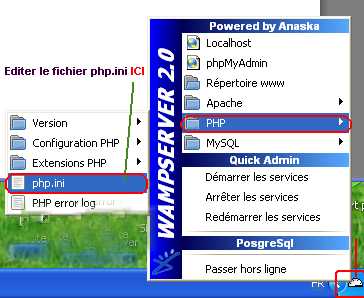 Powered by Anaska
Localhost
phpMyAdmin
Répertoire www
Apache
PHP
MySQL
Quick Admin
Démarrer les services
Arrêter les services
Redémarrer les services
PosgreSql
Passer hors ligne
WAMPSERVER 2.0
Editer le fichier php.ini ICI
Version
Configuration PHP
Extensions PHP
php.ini
PHP error log
FR